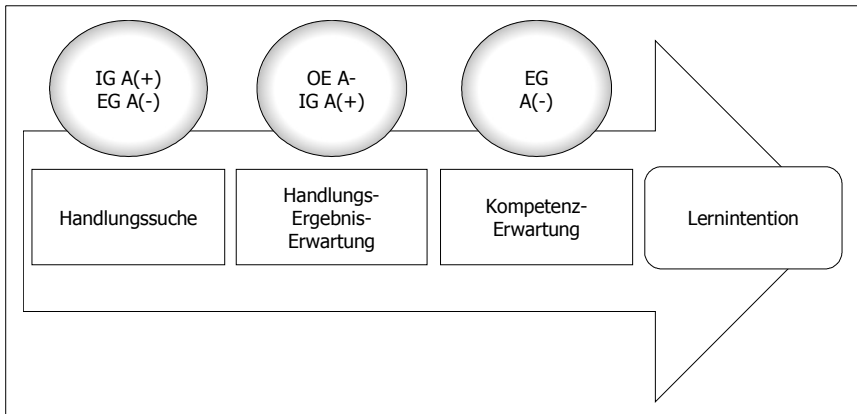 IG A(+)
EG A(-)
OE A-
IG A(+)
EG
A(-)
Handlungssuche
Handlungs-
Ergebnis-
Erwartung
Kompetenz-
Erwartung
Lernintention